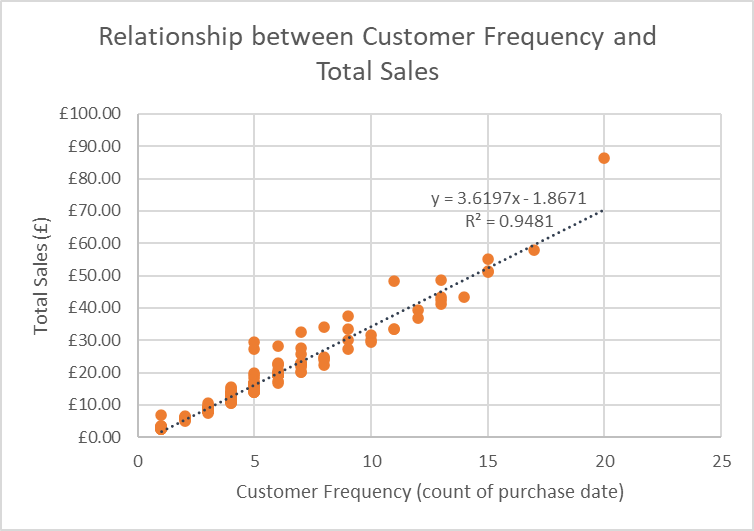 Relationship between Customer Frequency and
Total Sales
£100.00
£90.00
£80.00
£70.00
£60.00
£50.00
£40.00
£30.00
£20.00
£10.00
£0.00
Total Sales (£)
y = 3.6197x - 1.8671
R² = 0.9481
0 5 10 15 20 25
Customer Frequency (count of purchase date)